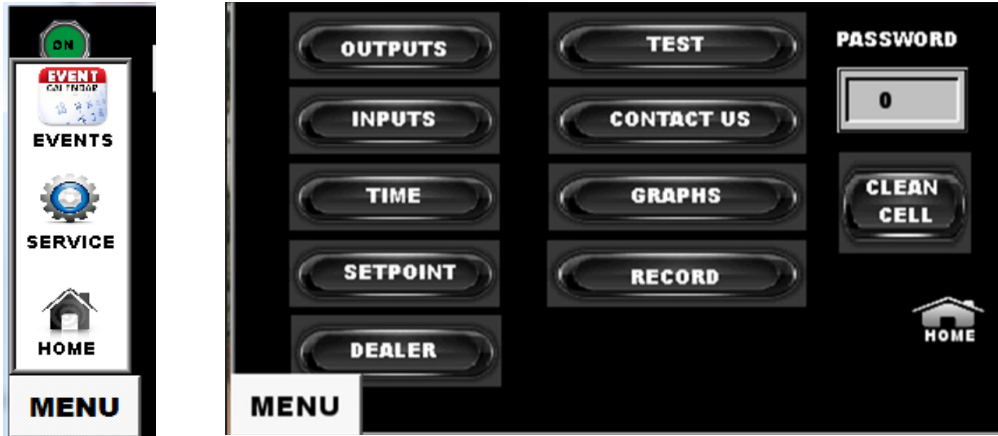 ON
EVENT
CALENDAR
EVENTS
SERVICE
HOME
MENU
OUTPUTS
INPUTS
TIME
SETPOINT
DEALER
MENU
TEST
CONTACT US
GRAPHS
RECORD
PASSWORD
0
CLEAN
CELL
HOME